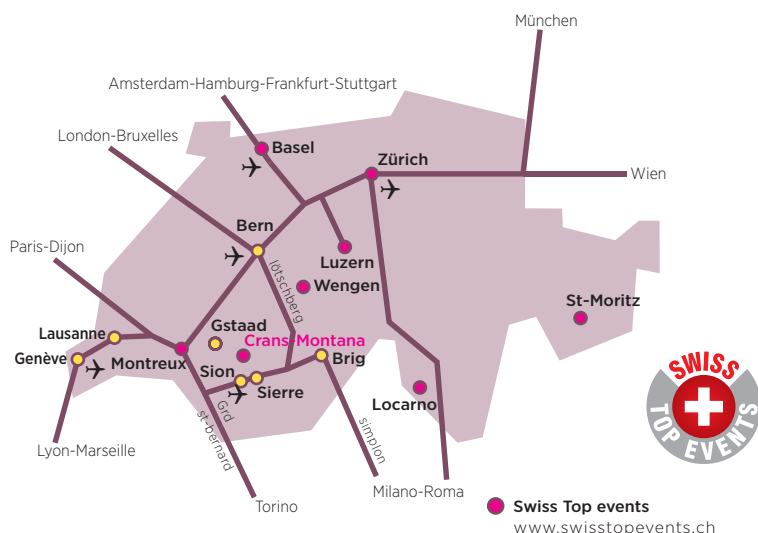 München
Amsterdam-Hamburg-Frankfurt-Stuttgart
London-Bruxelles
Basel
Zürich
Wien
Bern
Paris-Dijon
Luzern
lötschberg
Wengen
St-Moritz
Gstaad
Lausanne
Crans-Montana
Genève
Montreux
Sion
Brig
Sierre
Locarno
Grd
st-bernard
simplon
Lyon-Marseille
Milano-Roma
Torino
SWISS
TOP EVENTS
Swiss Top events
www.swisstopevents.ch